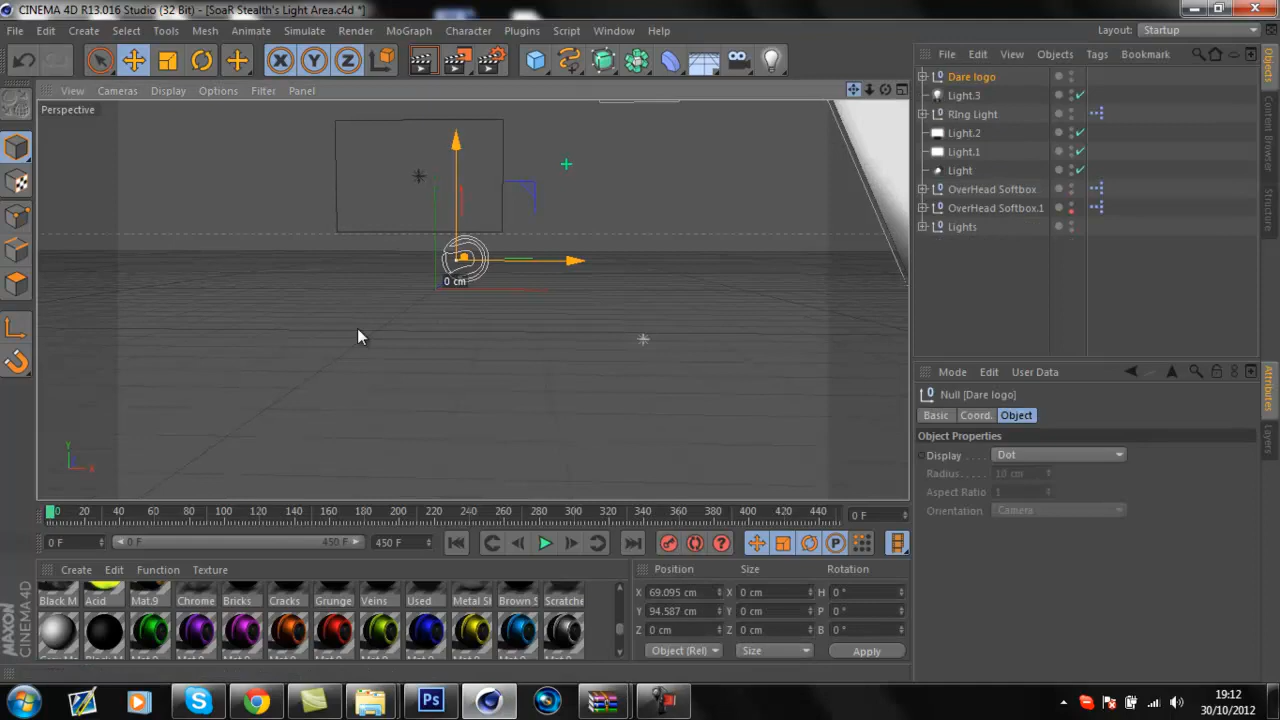 CINEMA 4D R13.016 Studio (32 Bit) - [SoaR Stealth's Light Area.c4d *]
File Edit Select Tools Mesh Animate Simulate Render MoGraph Character Plugins Script Window Help Layout: Startup
File Edit View Objects Tags Bookmark
View Cameras Display Options Filter Panel
Perspective
Dare logo
Light.3
RIng Light
Light.2
Light.1
Light
OverHead Softbox
OverHead Softbox.1
Lights
0 cm
Y
X
Objects
Content Browser
Structure
Mode Edit User Data
Null [Dare logo]
Basic Coord. Object
Object Properties
Display Dot
Radius 10 cm
Aspect Ratio 1
Orientation Camera
Attributes
Layers
0 20 40 60 80 100 120 140 160 180 200 220 240 260 280 300 320 340 360 380 400 420 440 0 F
0 F 0 F 450 F 450 F
Create Edit Function Texture
Black M Acid Mat.9 Chrome Bricks Cracks Grunge Veins Used Metal S Brown S Scratche
Position Size Rotation
X 69.095 cm X 0 cm H 0 °
Y 94.587 cm Y 0 cm P 0 °
Z 0 cm Z 0 cm B 0 °
Object (Rel) Size Apply
MAXON
CINEMA 4D
Ps
19:12
30/10/2012